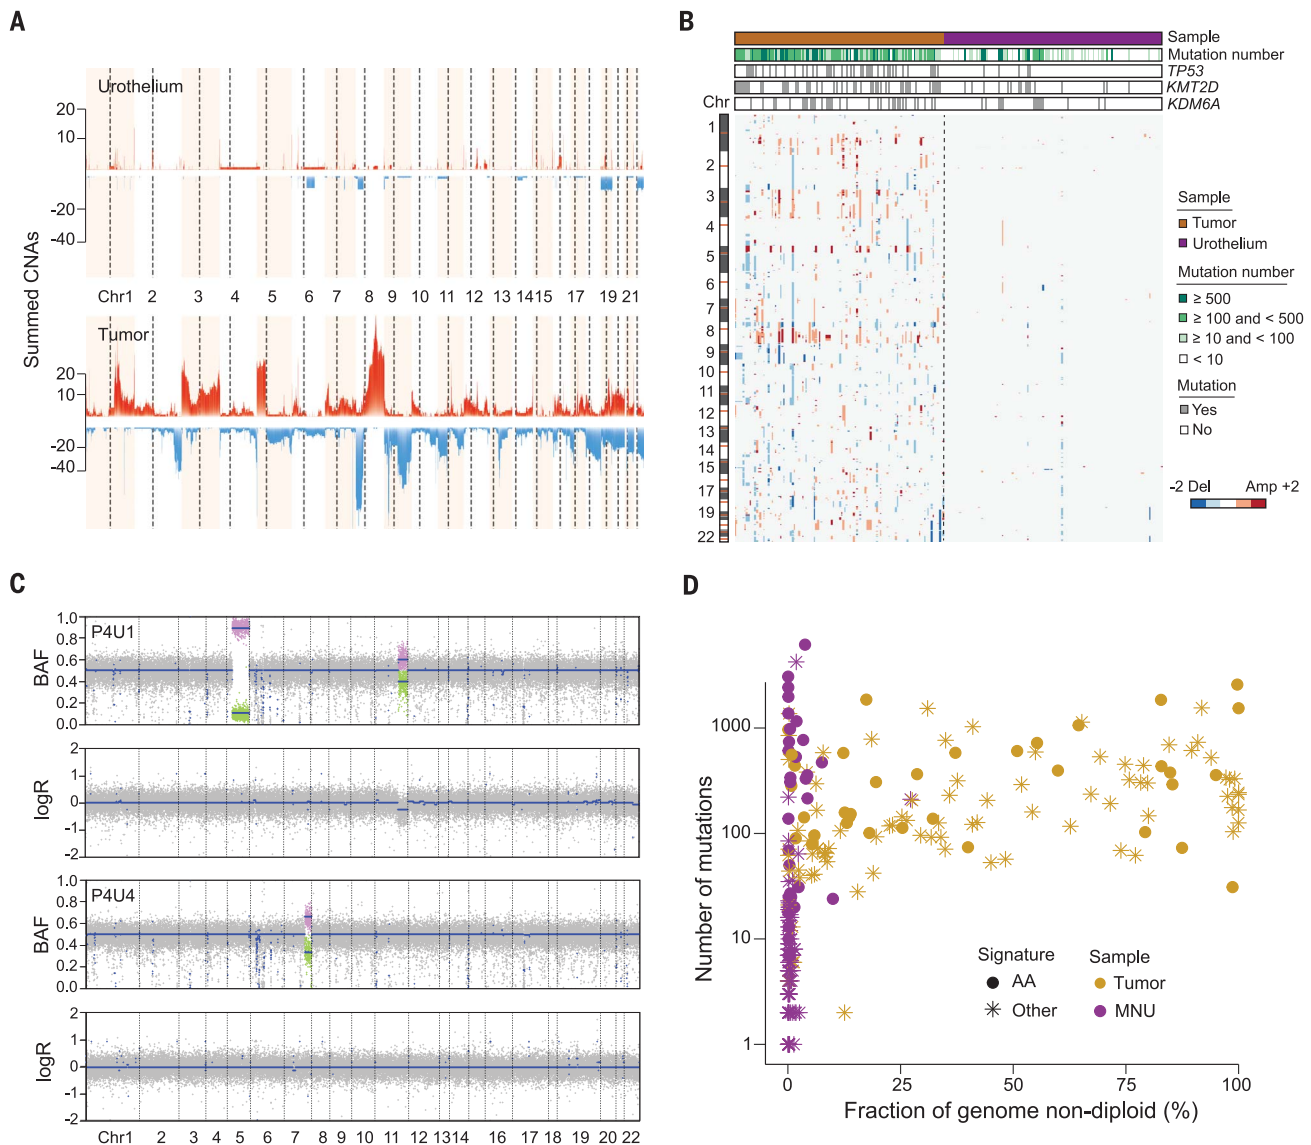 A
Urothelium
20
10
-20
-40
Summed CNAs
Chr1 2 3 4 5 6 7 8 9 10 11 12 13 14 15 17 19 21
Tumor
20
10
-20
-40
B
Sample
Mutation number
TP53
KMT2D
KDM6A
Chr
1
2
3
4
5
6
7
8
9
10
11
12
13
14
15
17
19
22
Sample
Tumor
Urothelium
Mutation number
≥ 500
≥ 100 and < 500
≥ 10 and < 100
< 10
Mutation
Yes
No
-2 Del Amp +2
C
P4U1
BAF
1.0
0.8
0.6
0.4
0.2
0.0
logR
2
1
0
-1
-2
P4U4
BAF
1.0
0.8
0.6
0.4
0.2
0.0
logR
2
1
0
-1
-2
Chr1 2 3 4 5 6 7 8 9 10 11 12 13 14 16 18 19 20 22
D
Number of mutations
1000
100
10
1
Signature
AA
Other
Sample
Tumor
MNU
0 25 50 75 100
Fraction of genome non-diploid (%)